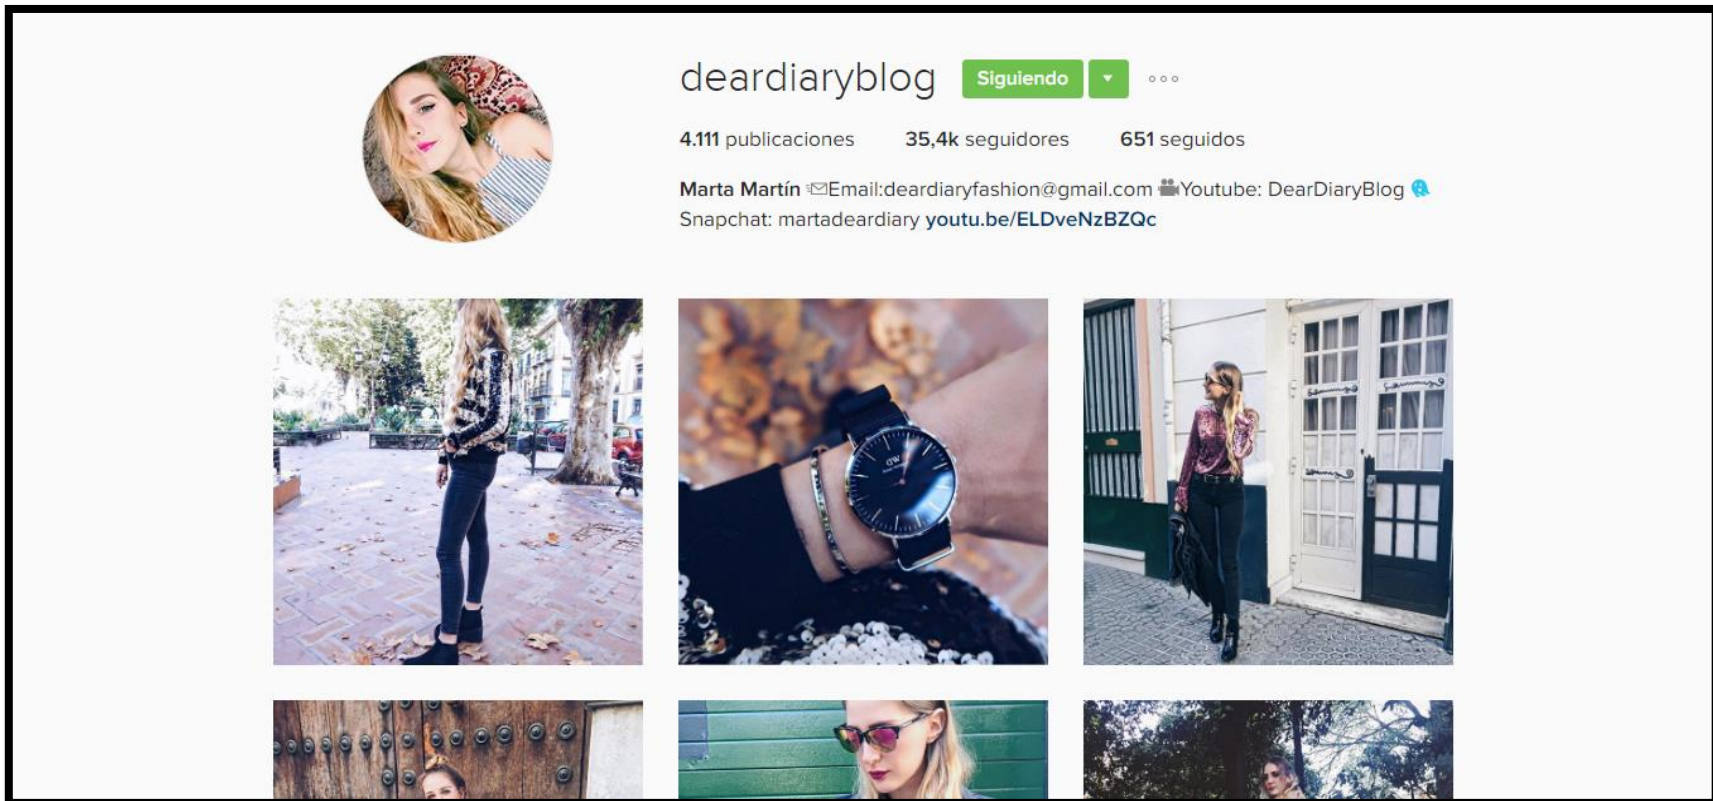 deardiaryblog Siguiendo
4.111 publicaciones 35,4k seguidores 651 seguidos
Marta Martín Email:deardiaryfashion@gmail.com Youtube: DearDiaryBlog
Snapchat: martadeardiary youtu.be/ELDveNzBZQc
DW